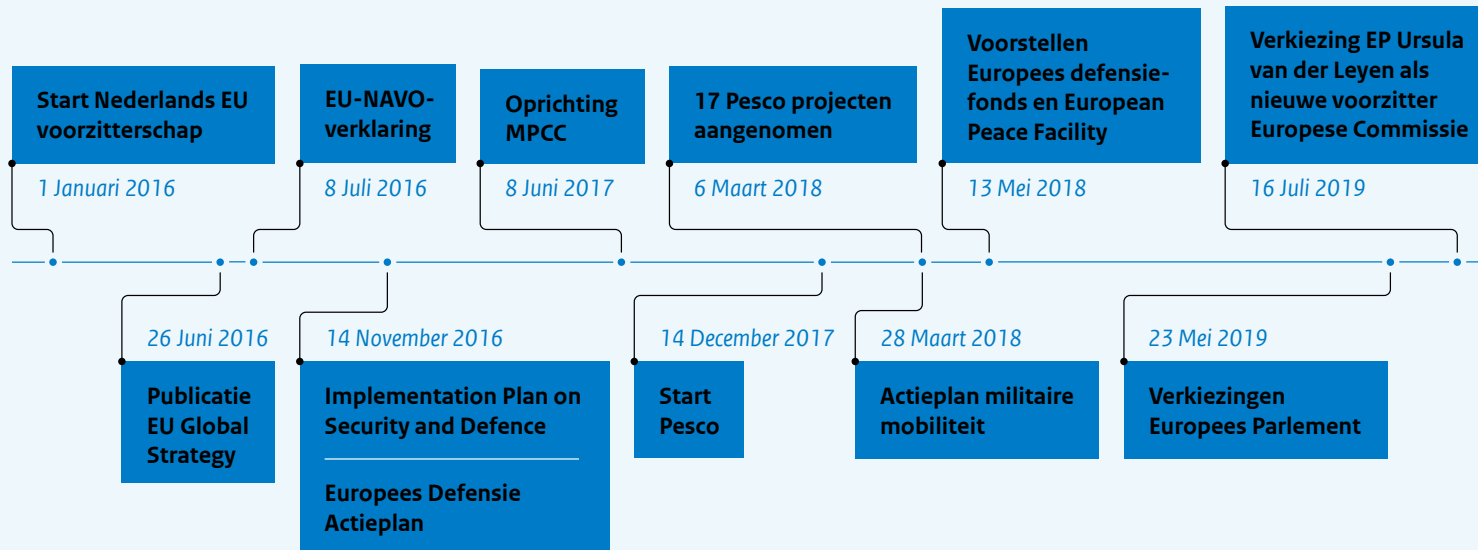 Start Nederlands EU
voorzitterschap
1 Januari 2016
EU-NAVO-
verklaring
8 Juli 2016
Oprichting
MPCC
8 Juni 2017
17 Pesco projecten
aangenomen
6 Maart 2018
Voorstellen
Europees defensie-
fonds en European
Peace Facility
13 Mei 2018
Verkiezing EP Ursula
van der Leyen als
nieuwe voorzitter
Europese Commissie
16 Juli 2019
26 Juni 2016
Publicatie
EU Global
Strategy
14 November 2016
Implementation Plan on
Security and Defence
Europees Defensie
Actieplan
14 December 2017
Start
Pesco
28 Maart 2018
Actieplan militaire
mobiliteit
23 Mei 2019
Verkiezingen
Europees Parlement